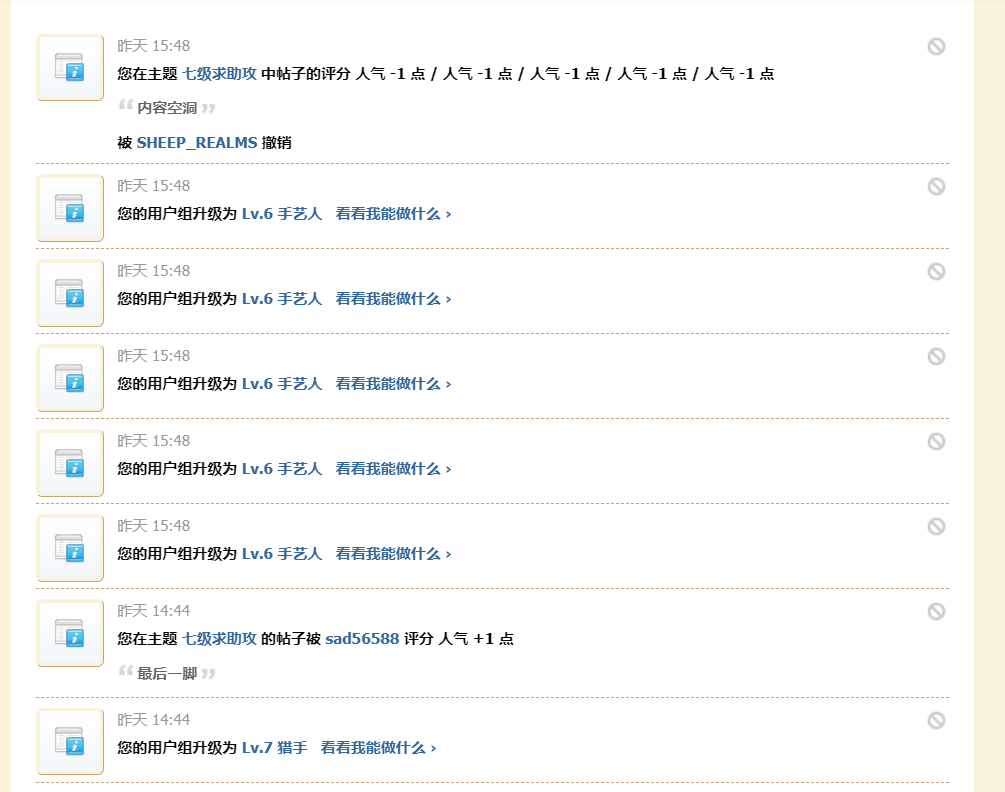 昨天 15:48
您在主题 七级求助攻 中帖子的评分 人气 -1 点 / 人气 -1 点 / 人气 -1 点 / 人气 -1 点 / 人气 -1 点
“ 内容空洞 ”
被 SHEEP_REALMS 撤销
昨天 15:48
您的用户组升级为 Lv.6 手艺人 看看我能做什么 ›
昨天 15:48
您的用户组升级为 Lv.6 手艺人 看看我能做什么 ›
昨天 15:48
您的用户组升级为 Lv.6 手艺人 看看我能做什么 ›
昨天 15:48
您的用户组升级为 Lv.6 手艺人 看看我能做什么 ›
昨天 15:48
您的用户组升级为 Lv.6 手艺人 看看我能做什么 ›
昨天 14:44
您在主题 七级求助攻 的帖子被 sad56588 评分 人气 +1 点
“ 最后一脚 ”
昨天 14:44
您的用户组升级为 Lv.7 猎手 看看我能做什么 ›